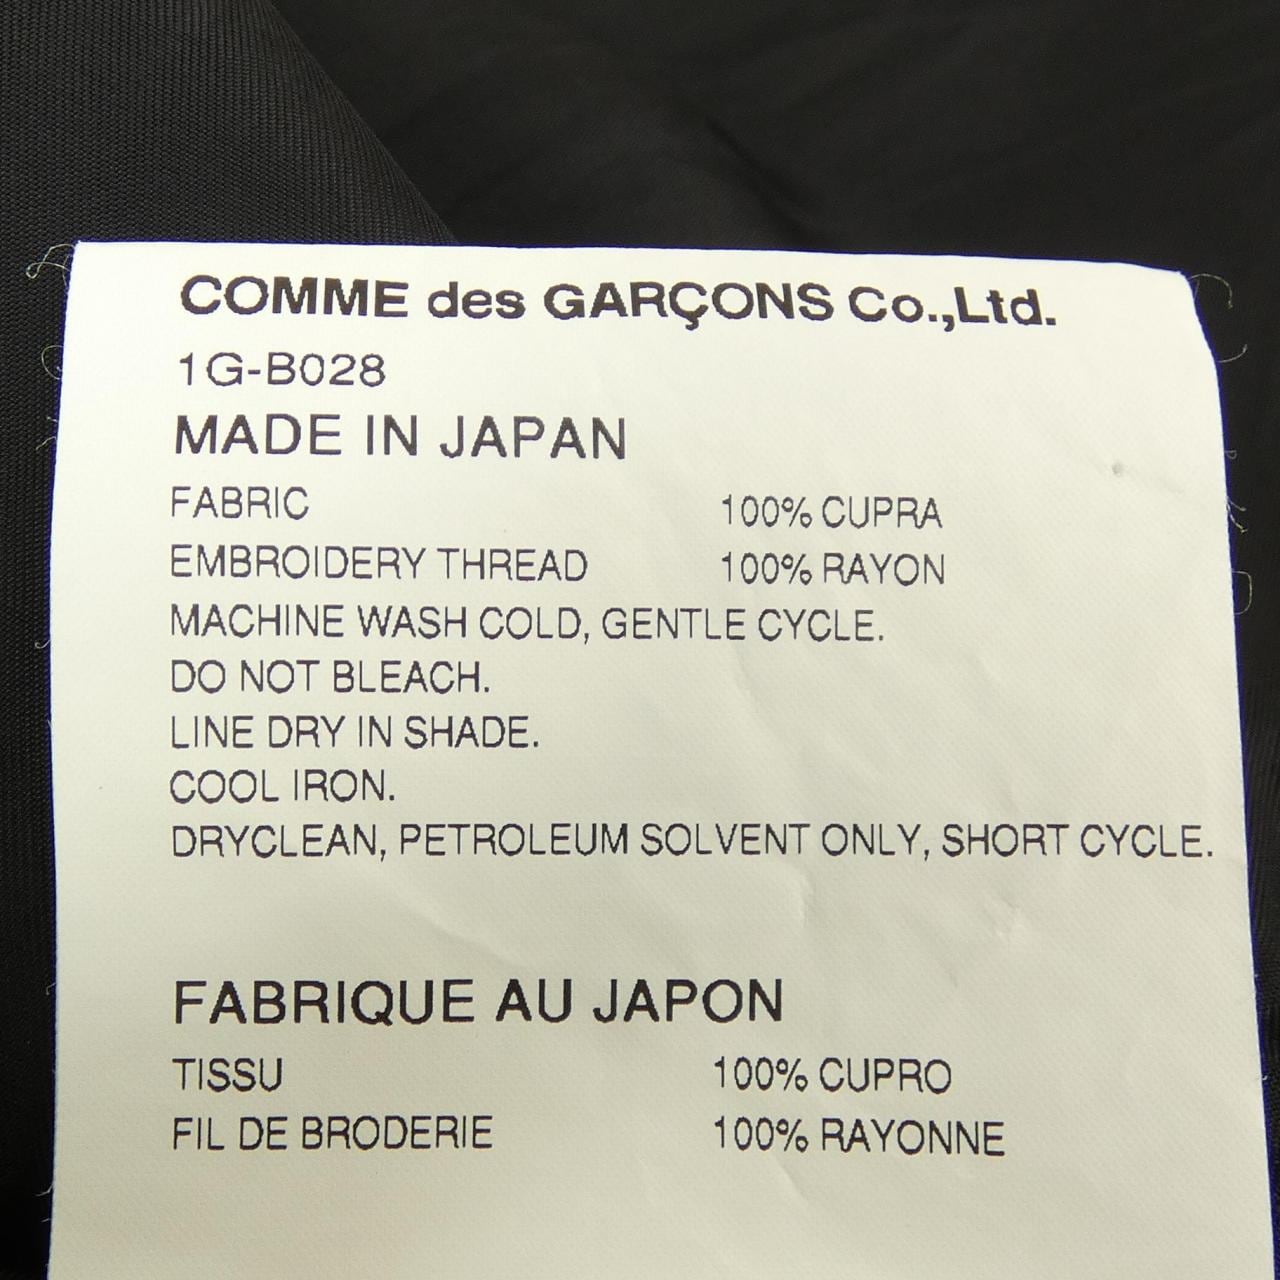 COMME des GARÇONS Co.,Ltd.
1G-B028
MADE IN JAPAN
FABRIC 100% CUPRA
EMBROIDERY THREAD 100% RAYON
MACHINE WASH COLD, GENTLE CYCLE.
DO NOT BLEACH.
LINE DRY IN SHADE.
COOL IRON.
DRYCLEAN, PETROLEUM SOLVENT ONLY, SHORT CYCLE.
FABRIQUE AU JAPON
TISSU 100% CUPRO
FIL DE BRODERIE 100% RAYONNE